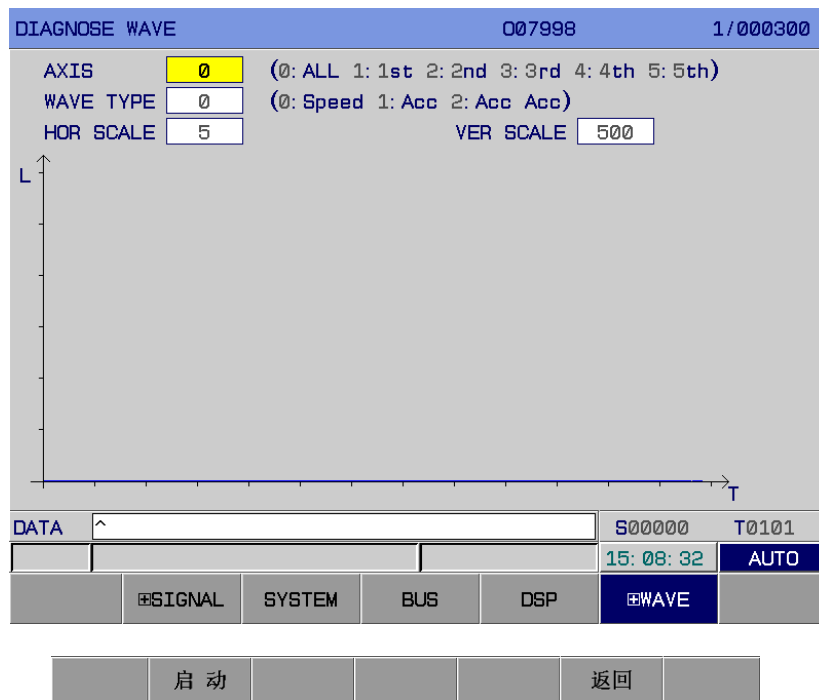 DIAGNOSE WAVE O07998 1/000300
AXIS 0 (0: ALL 1: 1st 2: 2nd 3: 3rd 4: 4th 5: 5th)
WAVE TYPE 0 (0: Speed 1: Acc 2: Acc Acc)
HOR SCALE 5 VER SCALE 500
L
T
DATA ^ S00000 T0101
15: 08: 32 AUTO
⊞SIGNAL SYSTEM BUS DSP ⊞WAVE
启动 返回